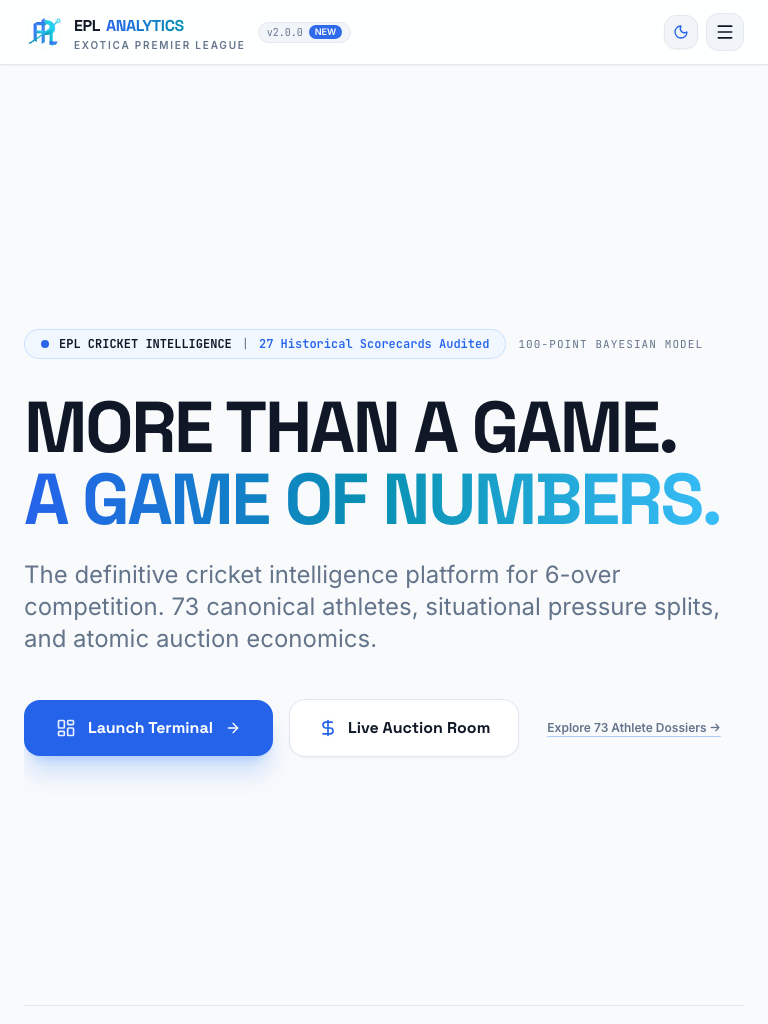 EPL ANALYTICS
EXOTICA PREMIER LEAGUE
v2.0.0 NEW
EPL CRICKET INTELLIGENCE | 27 Historical Scorecards Audited
100-POINT BAYESIAN MODEL
MORE THAN A GAME.
A GAME OF NUMBERS.
The definitive cricket intelligence platform for 6-over
competition. 73 canonical athletes, situational pressure splits,
and atomic auction economics.
Launch Terminal →
$ Live Auction Room
Explore 73 Athlete Dossiers →